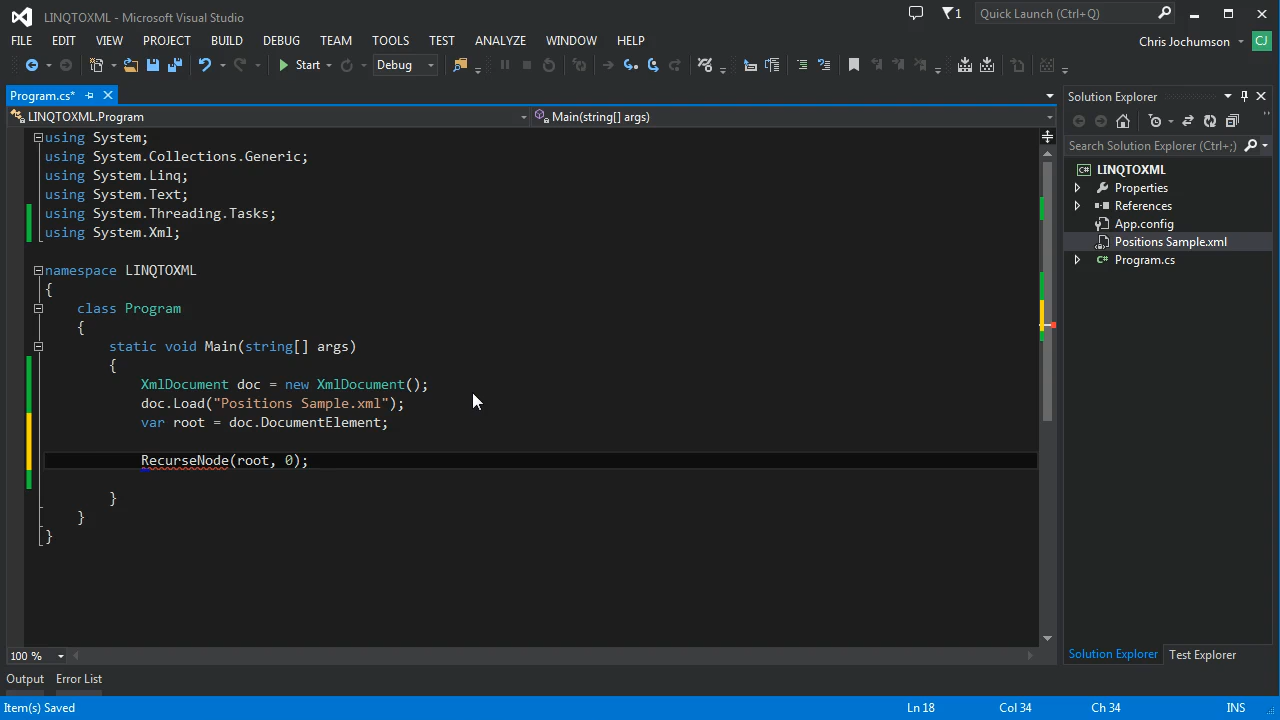 LINQTOXML - Microsoft Visual Studio
1
Quick Launch (Ctrl+Q)
FILE EDIT VIEW PROJECT BUILD DEBUG TEAM TOOLS TEST ANALYZE WINDOW HELP
Chris Jochumson CJ
Start Debug
Program.cs*
Solution Explorer
LINQTOXML.Program
Main(string[] args)
Search Solution Explorer (Ctrl+;)
LINQTOXML
Properties
References
App.config
Positions Sample.xml
Program.cs
using System;
using System.Collections.Generic;
using System.Linq;
using System.Text;
using System.Threading.Tasks;
using System.Xml;
namespace LINQTOXML
{
class Program
{
static void Main(string[] args)
{
XmlDocument doc = new XmlDocument();
doc.Load("Positions Sample.xml");
var root = doc.DocumentElement;
RecurseNode(root, 0);
}
}
}
100 %
Solution Explorer Test Explorer
Output Error List
Item(s) Saved
Ln 18 Col 34 Ch 34 INS